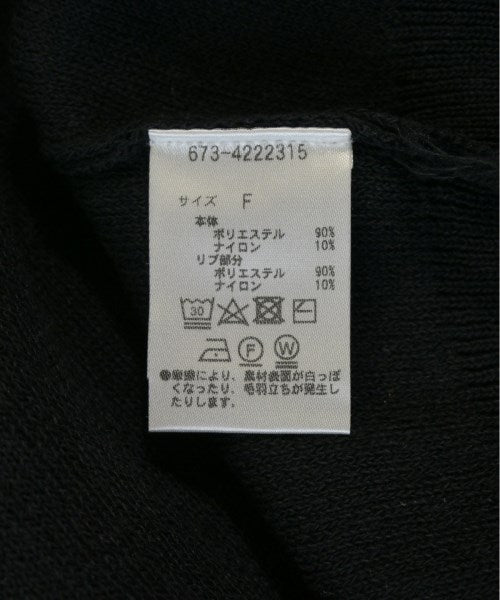 673-4222315
サイズ F
本体
ポリエステル 90%
ナイロン 10%
リブ部分
ポリエステル 90%
ナイロン 10%
30
F W
●摩擦により、素材表面が白っぽ
くなったり、毛羽立ちが発生し
たりします。